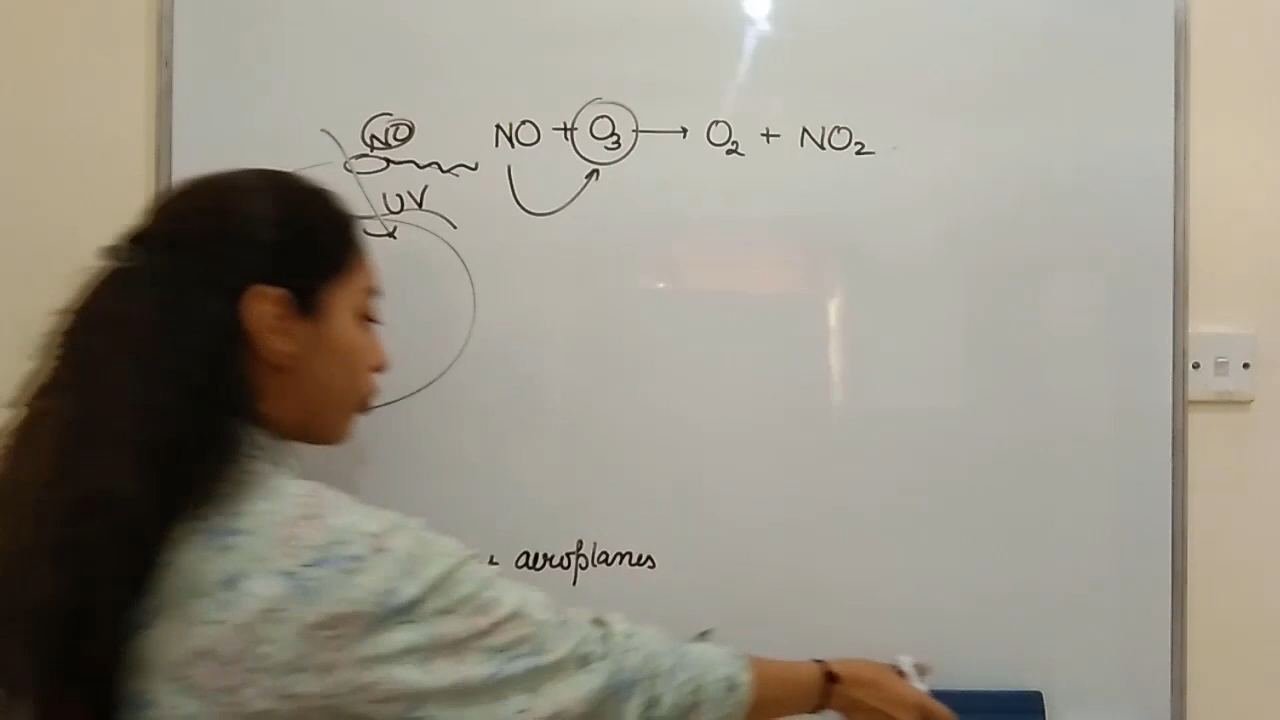 NO
NO + O₃ → O₂ + NO₂
UV
aeroplanes